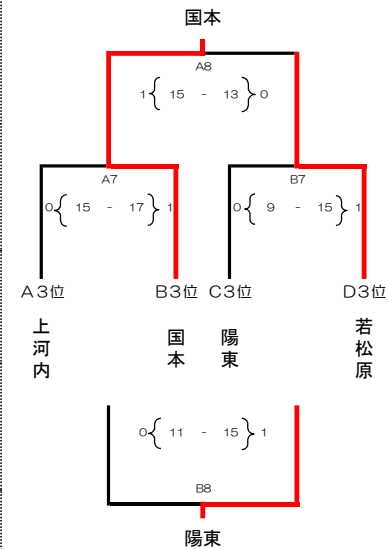 国本
A8
1 { 15 - 13 } 0
A7 B7
0 { 15 - 17 } 1 0 { 9 - 15 } 1
A3位 B3位 C3位 D3位
上河内 国本 陽東 若松原
0 { 11 - 15 } 1
B8
陽東